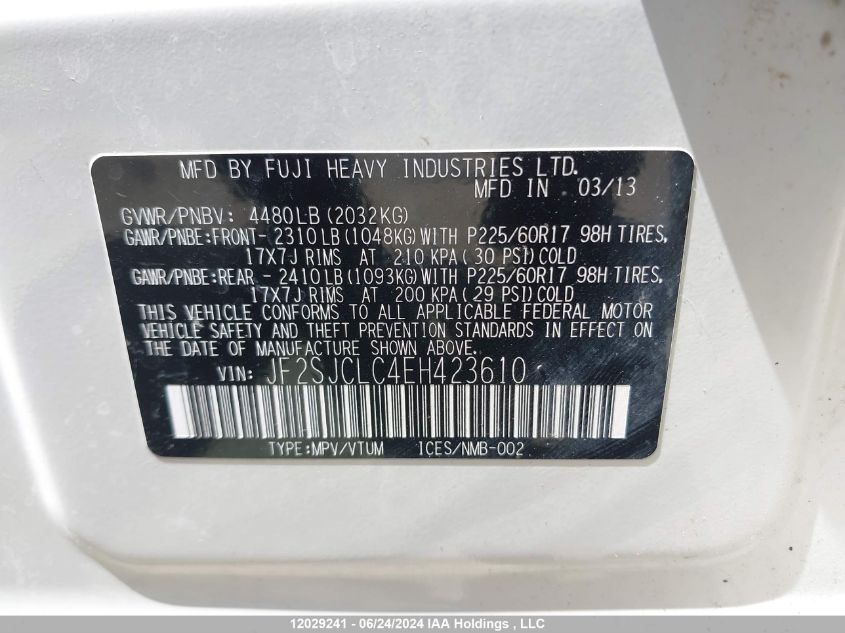 MFD BY FUJI HEAVY INDUSTRIES LTD.
MFD IN 03/13
GVWR/PNBV: 4480LB (2032KG)
GAWR/PNBE:FRONT- 2310 LB (1048KG) WITH P225/60R17 98H TIRES,
17X7J RIMS AT 210 KPA (30 PSI) COLD
GAWR/PNBE:REAR - 2410 LB (1093KG) WITH P225/60R17 98H TIRES,
17X7J RIMS AT 200 KPA (29 PSI) COLD
THIS VEHICLE CONFORMS TO ALL APPLICABLE FEDERAL MOTOR
VEHICLE SAFETY AND THEFT PREVENTION STANDARDS IN EFFECT ON
THE DATE OF MANUFACTURE SHOWN ABOVE.
VIN: JF2SJCLC4EH423610
TYPE:MPV/VTUM ICES/NMB-002
12029241 - 06/24/2024 IAA Holdings , LLC